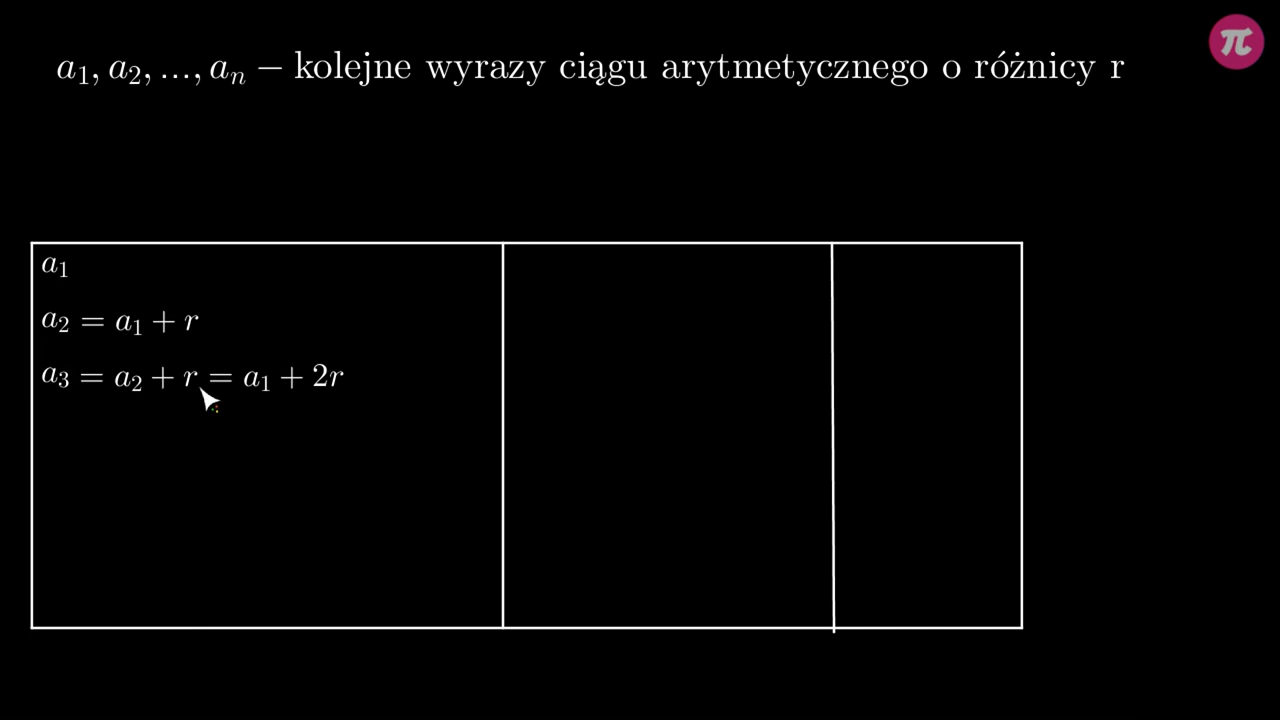 a₁, a₂, ..., aₙ − kolejne wyrazy ciągu arytmetycznego o różnicy r
π
a₁
a₂ = a₁ + r
a₃ = a₂ + r = a₁ + 2r